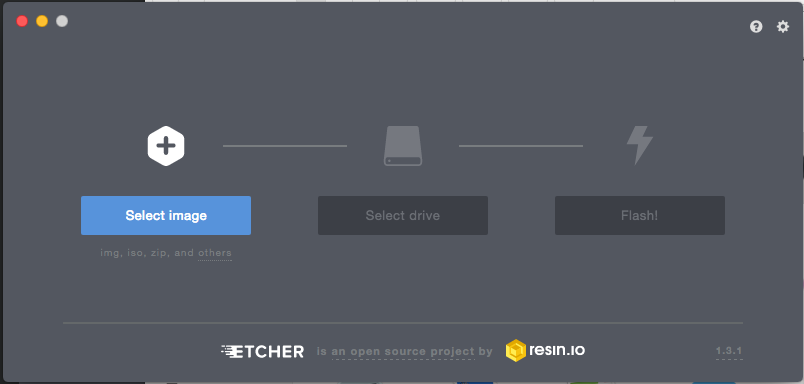 Select image
Select drive
Flash!
img, iso, zip, and others
ETCHER is an open source project by resin.io
1.3.1